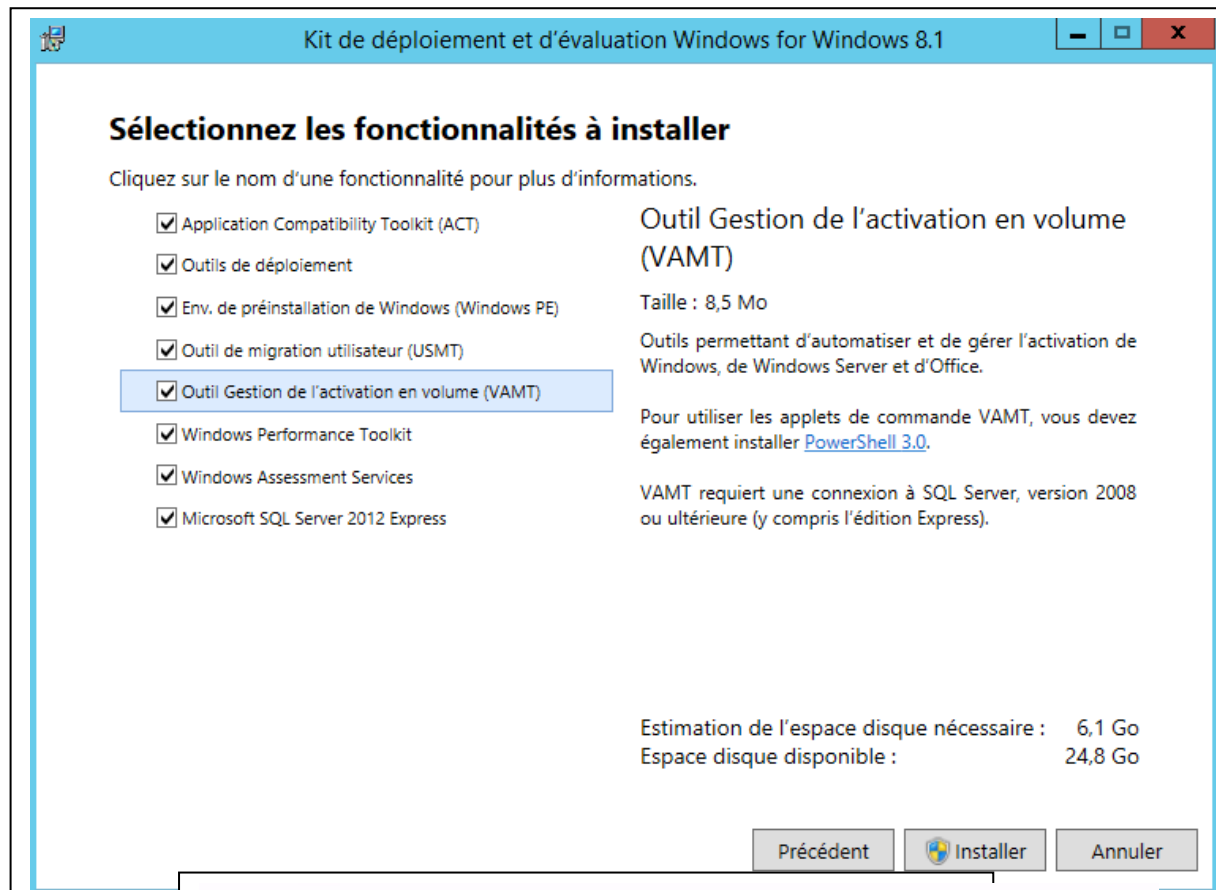 Kit de déploiement et d'évaluation Windows for Windows 8.1
Sélectionnez les fonctionnalités à installer
Cliquez sur le nom d'une fonctionnalité pour plus d'informations.
Application Compatibility Toolkit (ACT)
Outils de déploiement
Env. de préinstallation de Windows (Windows PE)
Outil de migration utilisateur (USMT)
Outil Gestion de l'activation en volume (VAMT)
Windows Performance Toolkit
Windows Assessment Services
Microsoft SQL Server 2012 Express
Outil Gestion de l'activation en volume
(VAMT)
Taille : 8,5 Mo
Outils permettant d'automatiser et de gérer l'activation de
Windows, de Windows Server et d'Office.
Pour utiliser les applets de commande VAMT, vous devez
également installer PowerShell 3.0.
VAMT requiert une connexion à SQL Server, version 2008
ou ultérieure (y compris l'édition Express).
Estimation de l'espace disque nécessaire : 6,1 Go
Espace disque disponible : 24,8 Go
Précédent Installer Annuler